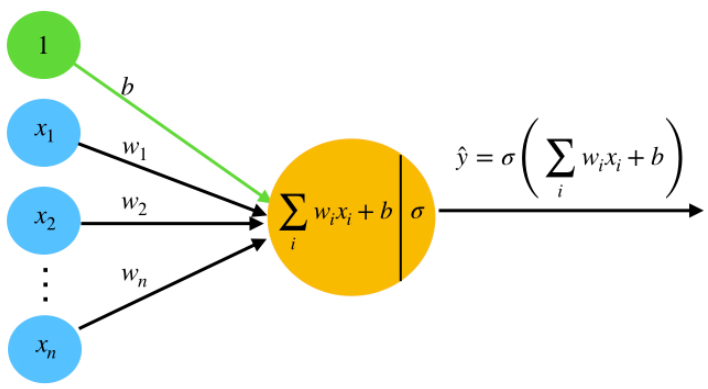 1
b
x₁
w₁
ŷ = σ(∑ᵢ wᵢxᵢ + b)
w₂
x₂
∑ᵢ wᵢxᵢ + b | σ
⋮
wₙ
xₙ